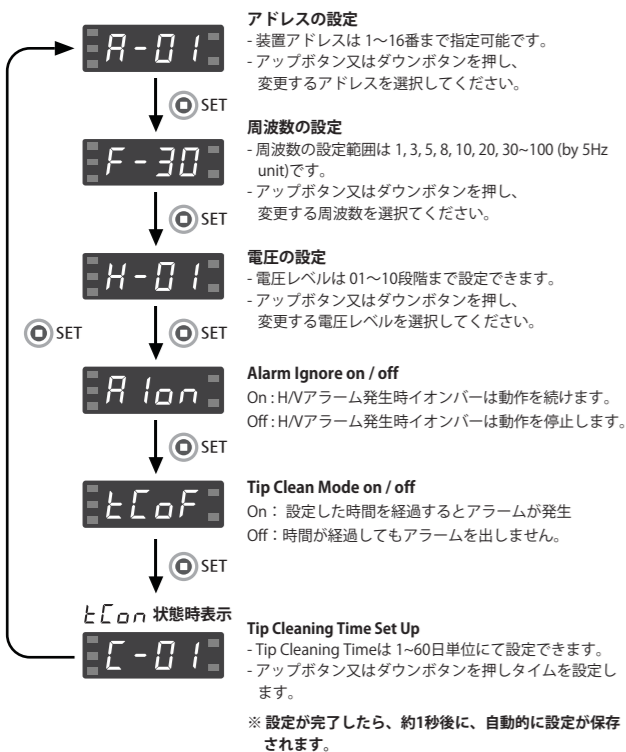 A-01
アドレスの設定
- 装置アドレスは 1〜16番まで指定可能です。
- アップボタン又はダウンボタンを押し、
変更するアドレスを選択してください。
SET
F-30
周波数の設定
- 周波数の設定範囲は 1, 3, 5, 8, 10, 20, 30~100 (by 5Hz
unit)です。
- アップボタン又はダウンボタンを押し、
変更する周波数を選択てください。
SET
H-01
電圧の設定
- 電圧レベルは 01〜10段階まで設定できます。
- アップボタン又はダウンボタンを押し、
変更する電圧レベルを選択してください。
SET
SET
AIon
Alarm Ignore on / off
On : H/Vアラーム発生時イオンバーは動作を続けます。
Off : H/Vアラーム発生時イオンバーは動作を停止します。
SET
tCoF
Tip Clean Mode on / off
On： 設定した時間を経過するとアラームが発生
Off：時間が経過してもアラームを出しません。
SET
tCon 状態時表示
C-01
Tip Cleaning Time Set Up
- Tip Cleaning Timeは 1~60日単位にて設定できます。
- アップボタン又はダウンボタンを押しタイムを設定し
ます。
※ 設定が完了したら、約1秒後に、自動的に設定が保存
されます。